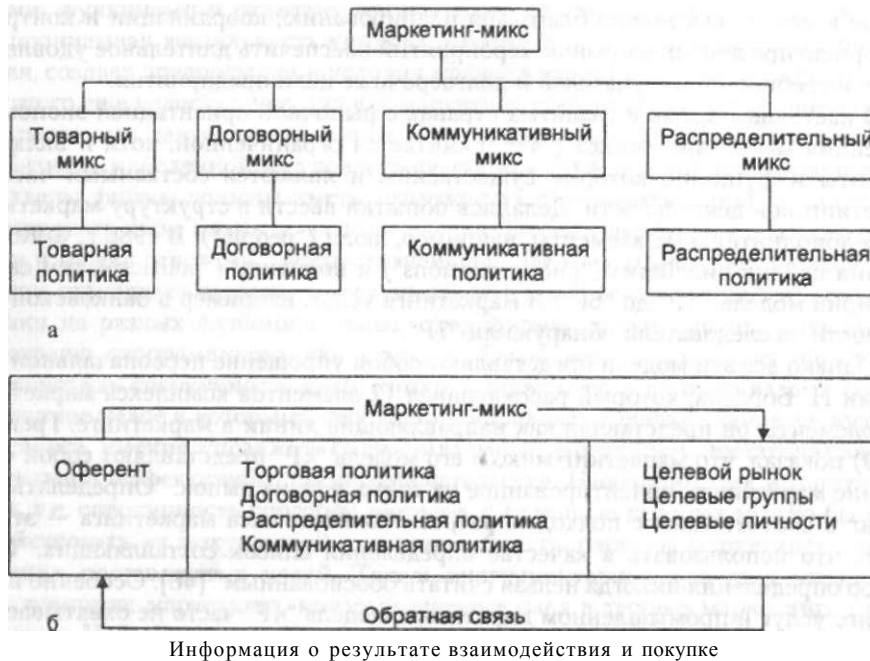 Маркетинг-микс
Товарный микс
Договорный микс
Коммуникативный микс
Распределительный микс
Торварная политика
Договорная политика
Коммуникативная политика
Распределительная политика
а
Маркетинг-микс
Оферент
Торговая политика
Договорная политика
Распределительная политика
Коммуникативная политика
Целевой рынок
Целевые группы
Целевые личности
Обратная связь
б
Информация о результате взаимодействия и покупке